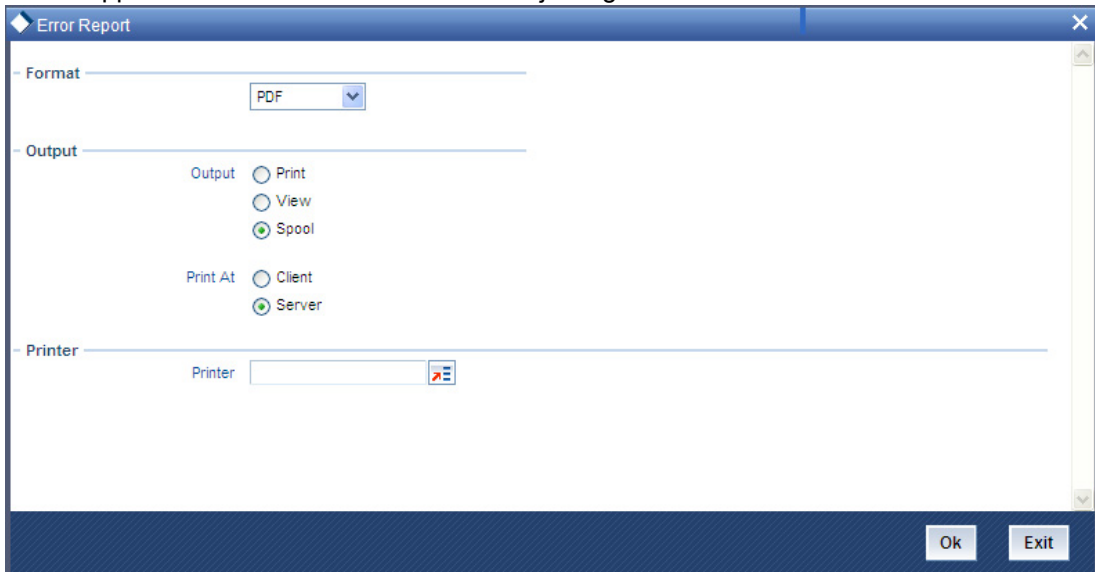 Error Report
Format
PDF
Output
Output Print
View
Spool
Print At Client
Server
Printer
Printer
Ok Exit